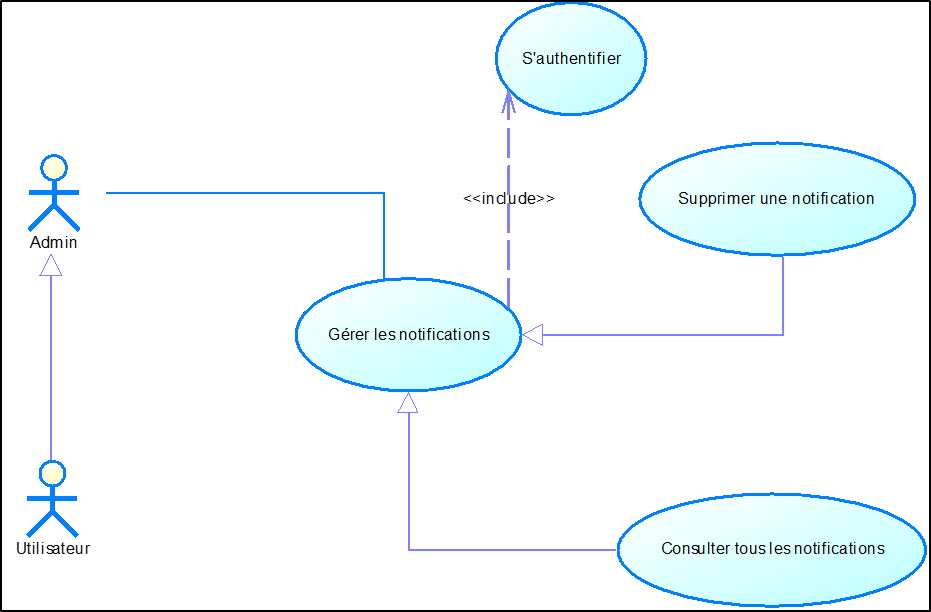 S'authentifier
<<include>>
Supprimer une notification
Admin
Gérer les notifications
Utilisateur
Consulter tous les notifications